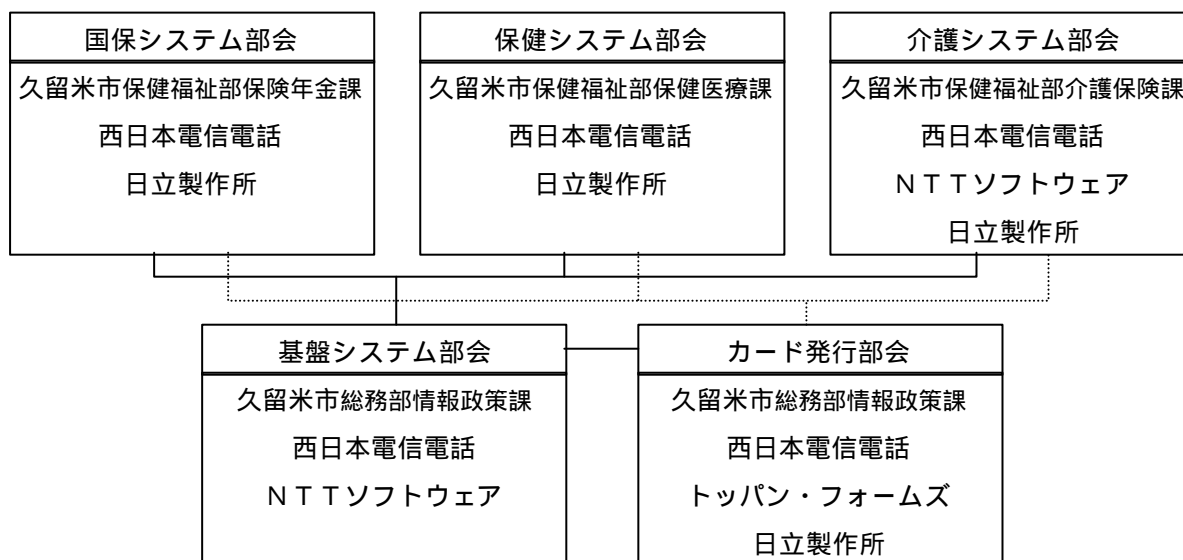 国保システム部会
久留米市保健福祉部保険年金課
西日本電信電話
日立製作所
保健システム部会
久留米市保健福祉部保健医療課
西日本電信電話
日立製作所
介護システム部会
久留米市保健福祉部介護保険課
西日本電信電話
ＮＴＴソフトウェア
日立製作所
基盤システム部会
久留米市総務部情報政策課
西日本電信電話
ＮＴＴソフトウェア
カード発行部会
久留米市総務部情報政策課
西日本電信電話
トッパン・フォームズ
日立製作所